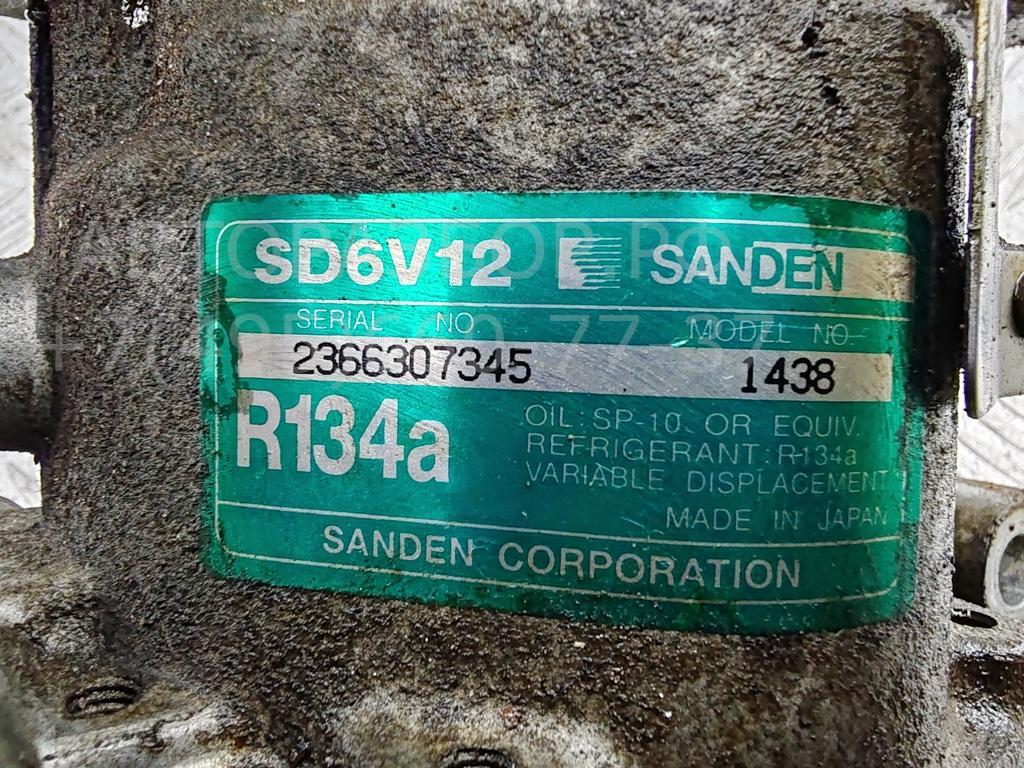 SD6V12 SANDEN
SERIAL NO. MODEL NO
2366307345 1438
R134a
OIL: SP-10 OR EQUIV.
REFRIGERANT: R-134a
VARIABLE DISPLACEMENT
MADE IN JAPAN
SANDEN CORPORATION